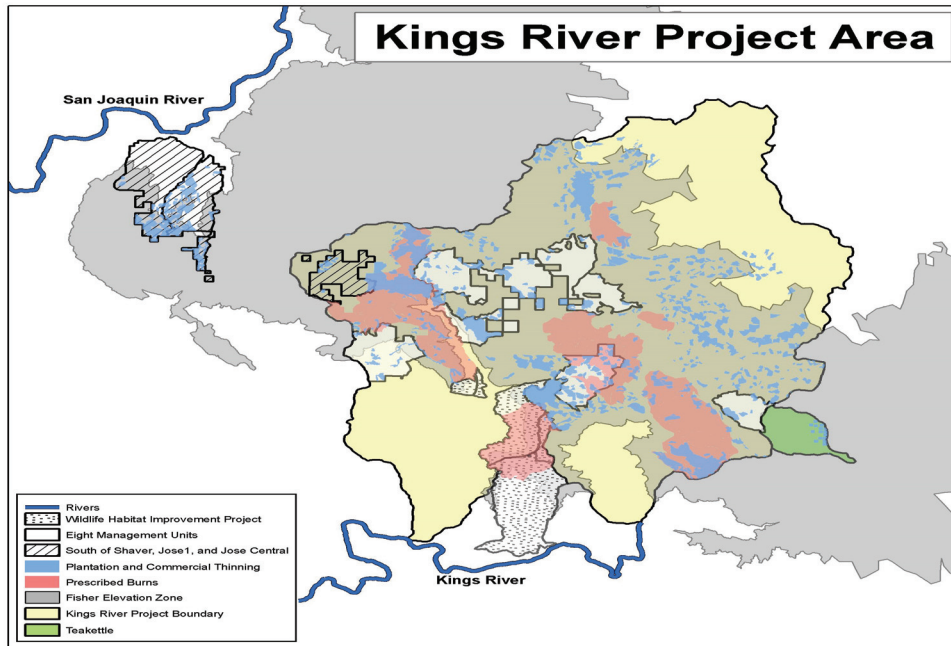 Kings River Project Area
San Joaquin River
Rivers
Wildlife Habitat Improvement Project
Eight Management Units
South of Shaver, Jose1, and Jose Central
Plantation and Commercial Thinning
Prescribed Burns
Fisher Elevation Zone
Kings River Project Boundary
Teakettle
Kings River